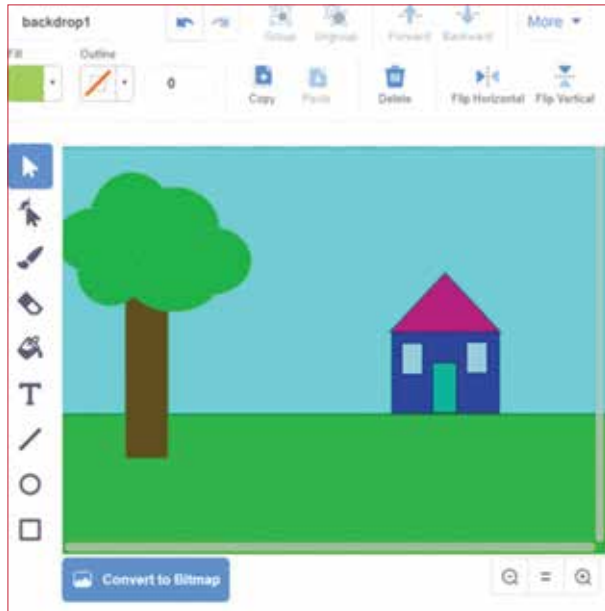 backdrop1
Group Ungroup Forward Backward More
Fill Outline
0
Copy Paste Delete Flip Horizontal Flip Vertical
T
Convert to Bitmap
=